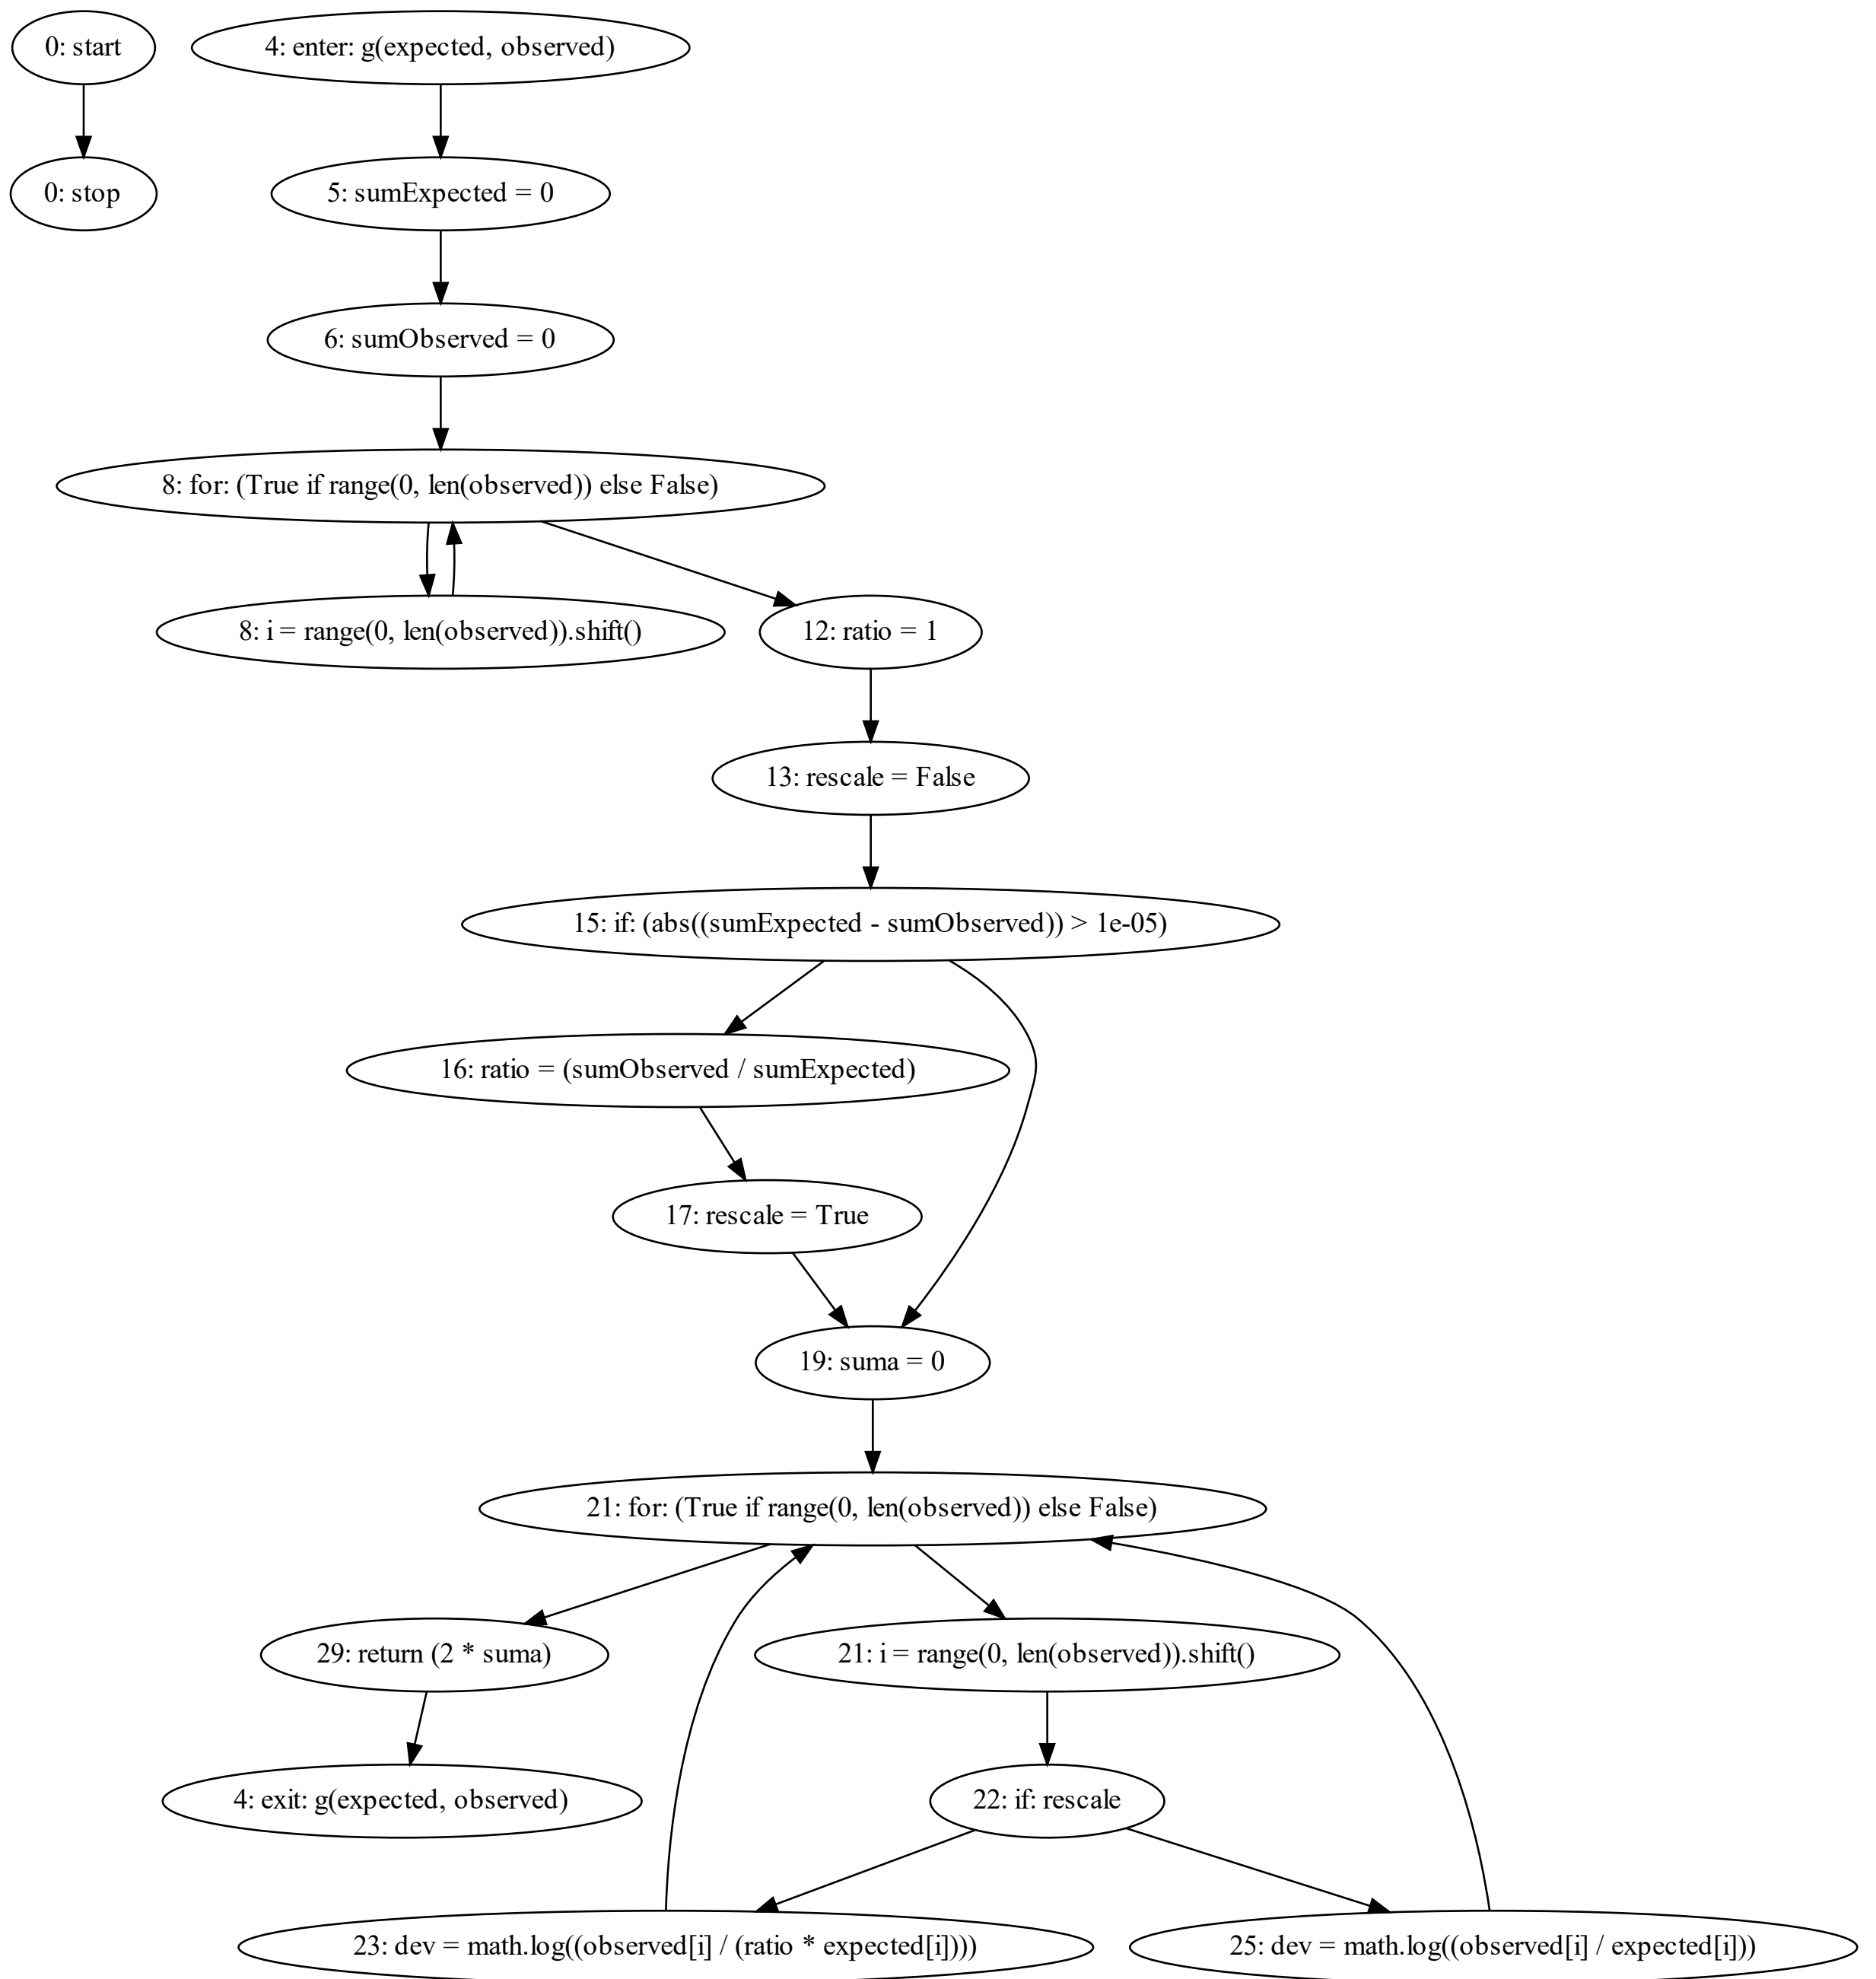 0: start
4: enter: g(expected, observed)
0: stop
5: sumExpected = 0
6: sumObserved = 0
8: for: (True if range(0, len(observed)) else False)
8: i = range(0, len(observed)).shift()
12: ratio = 1
13: rescale = False
15: if: (abs((sumExpected - sumObserved)) > 1e-05)
16: ratio = (sumObserved / sumExpected)
17: rescale = True
19: suma = 0
21: for: (True if range(0, len(observed)) else False)
29: return (2 * suma)
21: i = range(0, len(observed)).shift()
4: exit: g(expected, observed)
22: if: rescale
23: dev = math.log((observed[i] / (ratio * expected[i])))
25: dev = math.log((observed[i] / expected[i]))